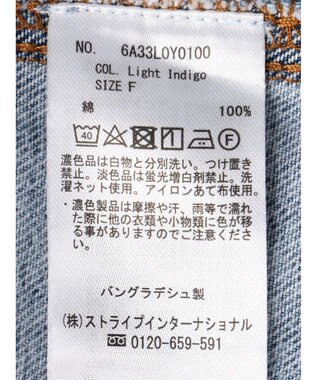 NO. 6A33L0Y0100
COL. Light Indigo
SIZE F
綿 100%
40 F
濃色品は白物と分別洗い。つけ置き
禁止。淡色品は蛍光増白剤禁止。洗
濯ネット使用。アイロンあて布使用。
・濃色製品は摩擦や汗、雨等で濡れ
た際に他の衣類や小物類に色が移
る事がありますのでご注意くださ
い。
バングラデシュ製
(株)ストライプインターナショナル
0120-659-591